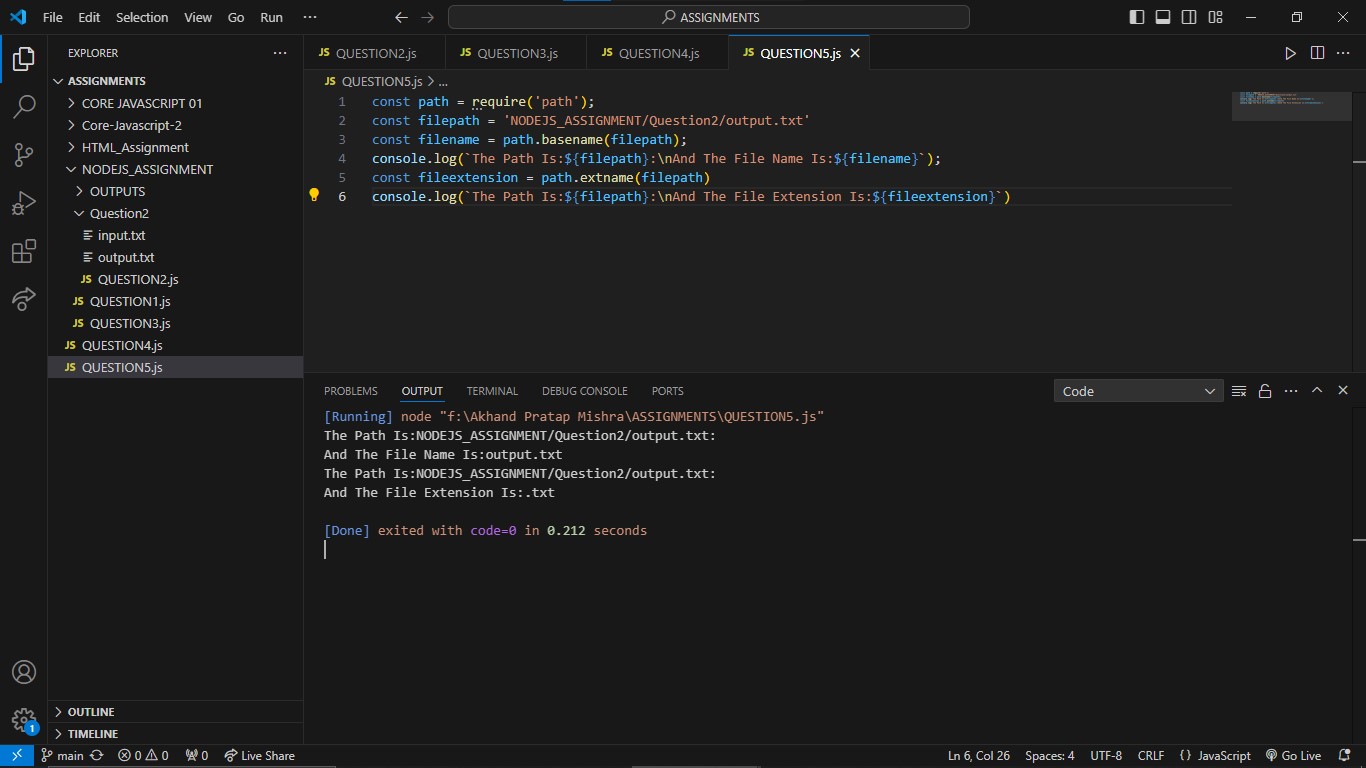 File Edit Selection View Go Run ··· ASSIGNMENTS
EXPLORER ···
ASSIGNMENTS
CORE JAVASCRIPT 01
Core-Javascript-2
HTML_Assignment
NODEJS_ASSIGNMENT
OUTPUTS
Question2
input.txt
output.txt
JS QUESTION2.js
JS QUESTION1.js
JS QUESTION3.js
JS QUESTION4.js
JS QUESTION5.js
OUTLINE
TIMELINE
JS QUESTION2.js JS QUESTION3.js JS QUESTION4.js JS QUESTION5.js
JS QUESTION5.js > ...
1 const path = require('path');
2 const filepath = 'NODEJS_ASSIGNMENT/Question2/output.txt'
3 const filename = path.basename(filepath);
4 console.log(`The Path Is:${filepath}:\nAnd The File Name Is:${filename}`);
5 const fileextension = path.extname(filepath)
6 console.log(`The Path Is:${filepath}:\nAnd The File Extension Is:${fileextension}`)
PROBLEMS OUTPUT TERMINAL DEBUG CONSOLE PORTS Code
[Running] node "f:\Akhand Pratap Mishra\ASSIGNMENTS\QUESTION5.js"
The Path Is:NODEJS_ASSIGNMENT/Question2/output.txt:
And The File Name Is:output.txt
The Path Is:NODEJS_ASSIGNMENT/Question2/output.txt:
And The File Extension Is:.txt
[Done] exited with code=0 in 0.212 seconds
1
main 0 0 0 Live Share Ln 6, Col 26 Spaces: 4 UTF-8 CRLF {} JavaScript Go Live